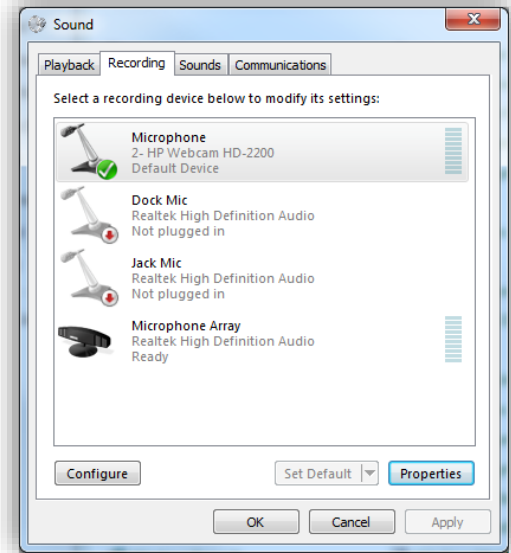 Sound
Playback Recording Sounds Communications
Select a recording device below to modify its settings:
Microphone
2- HP Webcam HD-2200
Default Device
Dock Mic
Realtek High Definition Audio
Not plugged in
Jack Mic
Realtek High Definition Audio
Not plugged in
Microphone Array
Realtek High Definition Audio
Ready
Configure Set Default Properties
OK Cancel Apply